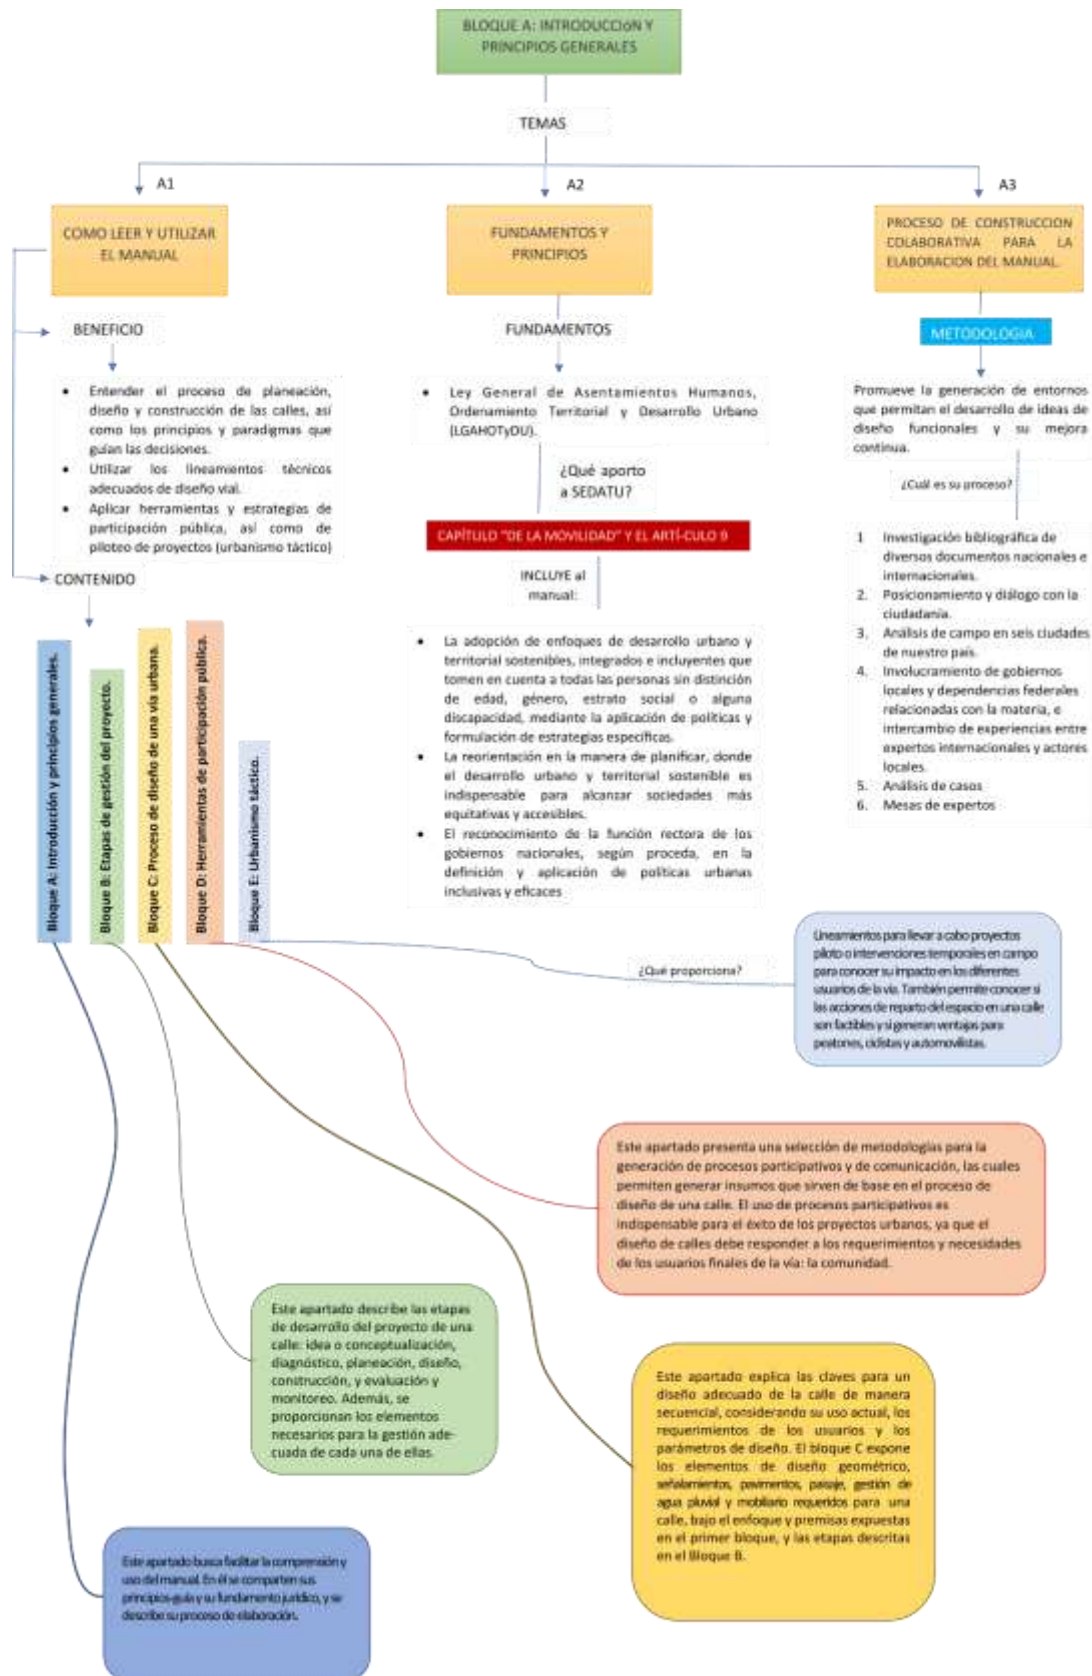 BLOQUE A: INTRODUCCIóN Y
PRINCIPIOS GENERALES
TEMAS
A1
A2
A3
COMO LEER Y UTILIZAR
EL MANUAL
FUNDAMENTOS Y
PRINCIPIOS
PROCESO DE CONSTRUCCION
COLABORATIVA PARA LA
ELABORACION DEL MANUAL.
BENEFICIO
• Entender el proceso de planeación,
diseño y construcción de las calles, así
como los principios y paradigmas que
guían las decisiones.
• Utilizar los lineamientos técnicos
adecuados de diseño vial.
• Aplicar herramientas y estrategias de
participación pública, así como de
piloteo de proyectos (urbanismo táctico)
CONTENIDO
Bloque A: Introducción y principios generales.
Bloque B: Etapas de gestión del proyecto.
Bloque C: Proceso de diseño de una vía urbana.
Bloque D: Herramientas de participación pública.
Bloque E: Urbanismo táctico.
FUNDAMENTOS
• Ley General de Asentamientos Humanos,
Ordenamiento Territorial y Desarrollo Urbano
(LGAHOTyDU).
¿Qué aporto
a SEDATU?
CAPÍTULO "DE LA MOVILIDAD" Y EL ARTÍ-CULO 9
INCLUYE al
manual:
• La adopción de enfoques de desarrollo urbano y
territorial sostenibles, integrados e incluyentes que
tomen en cuenta a todas las personas sin distinción
de edad, género, estrato social o alguna
discapacidad, mediante la aplicación de políticas y
formulación de estrategias específicas.
• La reorientación en la manera de planificar, donde
el desarrollo urbano y territorial sostenible es
indispensable para alcanzar sociedades más
equitativas y accesibles.
• El reconocimiento de la función rectora de los
gobiernos nacionales, según proceda, en la
definición y aplicación de políticas urbanas
inclusivas y eficaces
METODOLOGIA
Promueve la generación de entornos
que permitan el desarrollo de ideas de
diseño funcionales y su mejora
continua.
¿Cuál es su proceso?
1 Investigación bibliográfica de
diversos documentos nacionales e
internacionales.
2. Posicionamiento y diálogo con la
ciudadanía.
3. Análisis de campo en seis ciudades
de nuestro país.
4. Involucramiento de gobiernos
locales y dependencias federales
relacionadas con la materia, e
intercambio de experiencias entre
expertos internacionales y actores
locales.
5. Análisis de casos
6. Mesas de expertos
¿Qué proporciona?
Lineamientos para llevar a cabo proyectos
piloto o intervenciones temporales en campo
para conocer su impacto en los diferentes
usuarios de la vía. También permite conocer si
las acciones de reparto del espacio en una calle
son factibles y si generan ventajas para
peatones, ciclistas y automovilistas.
Este apartado presenta una selección de metodologías para la
generación de procesos participativos y de comunicación, las cuales
permiten generar insumos que sirven de base en el proceso de
diseño de una calle. El uso de procesos participativos es
indispensable para el éxito de los proyectos urbanos, ya que el
diseño de calles debe responder a los requerimientos y necesidades
de los usuarios finales de la vía: la comunidad.
Este apartado describe las etapas
de desarrollo del proyecto de una
calle: idea o conceptualización,
diagnóstico, planeación, diseño,
construcción, y evaluación y
monitoreo. Además, se
proporcionan los elementos
necesarios para la gestión ade-
cuada de cada una de ellas.
Este apartado explica las claves para un
diseño adecuado de la calle de manera
secuencial, considerando su uso actual, los
requerimientos de los usuarios y los
parámetros de diseño. El bloque C expone
los elementos de diseño geométrico,
señalamientos, pavimentos, paisaje, gestión de
agua pluvial y mobiliario requeridos para una
calle, bajo el enfoque y premisas expuestas
en el primer bloque, y las etapas descritas
en el Bloque B.
Este apartado busca facilitar la comprensión y
uso del manual. En él se comparten sus
principios-guía y su fundamento jurídico, y se
describe su proceso de elaboración.